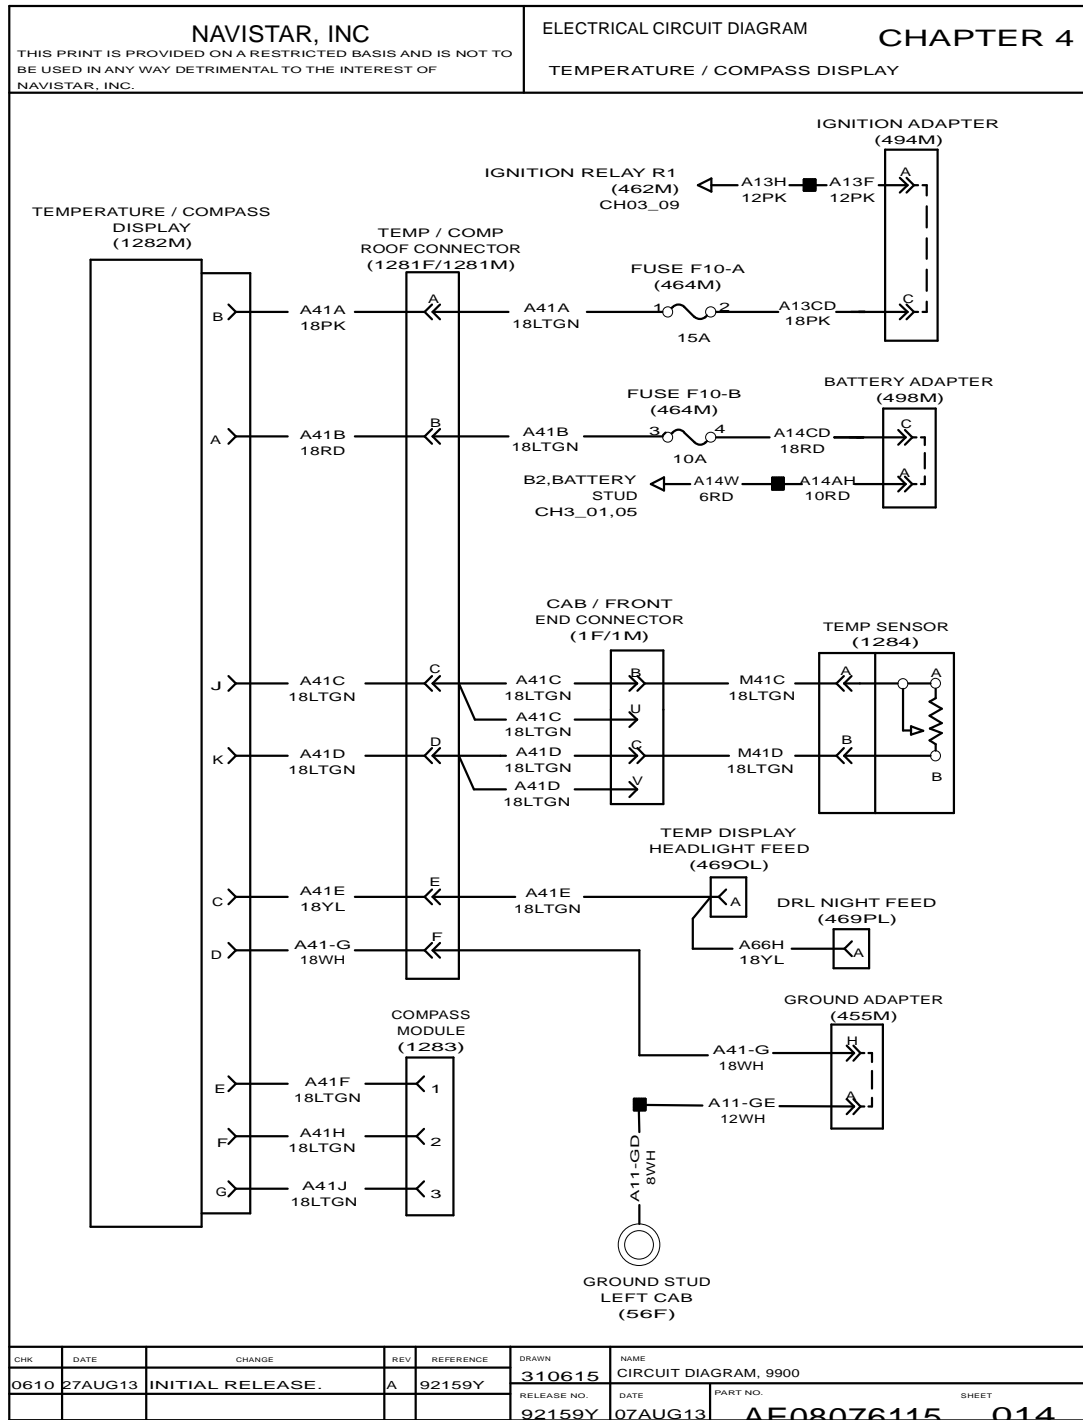 NAVISTAR, INC
THIS PRINT IS PROVIDED ON A RESTRICTED BASIS AND IS NOT TO
BE USED IN ANY WAY DETRIMENTAL TO THE INTEREST OF
NAVISTAR, INC.
ELECTRICAL CIRCUIT DIAGRAM
CHAPTER 4
TEMPERATURE / COMPASS DISPLAY
IGNITION ADAPTER
(494M)
IGNITION RELAY R1
(462M)
CH03_09
A13H
12PK
A13F
12PK
A
TEMPERATURE / COMPASS
DISPLAY
(1282M)
TEMP / COMP
ROOF CONNECTOR
(1281F/1281M)
FUSE F10-A
(464M)
B
A41A
18PK
A
A41A
18LTGN
1
2
15A
A13CD
18PK
C
FUSE F10-B
(464M)
BATTERY ADAPTER
(498M)
A
A41B
18RD
B
A41B
18LTGN
3
4
10A
A14CD
18RD
C
B2,BATTERY
STUD
CH3_01,05
A14W
6RD
A14AH
10RD
A
CAB / FRONT
END CONNECTOR
(1F/1M)
TEMP SENSOR
(1284)
J
A41C
18LTGN
C
A41C
18LTGN
B
M41C
18LTGN
A
A
A41C
18LTGN
U
K
A41D
18LTGN
D
A41D
18LTGN
C
M41D
18LTGN
B
B
A41D
18LTGN
V
TEMP DISPLAY
HEADLIGHT FEED
(469OL)
C
A41E
18YL
E
A41E
18LTGN
A
DRL NIGHT FEED
(469PL)
D
A41-G
18WH
F
A66H
18YL
A
GROUND ADAPTER
(455M)
COMPASS
MODULE
(1283)
A41-G
18WH
H
E
A41F
18LTGN
1
A11-GE
12WH
A
F
A41H
18LTGN
2
A11-GD
8WH
G
A41J
18LTGN
3
GROUND STUD
LEFT CAB
(56F)
CHK DATE CHANGE REV REFERENCE
0610 27AUG13 INITIAL RELEASE. A 92159Y
DRAWN
310615
NAME
CIRCUIT DIAGRAM, 9900
RELEASE NO.
92159Y
DATE
07AUG13
PART NO.
AE08076115
SHEET
014